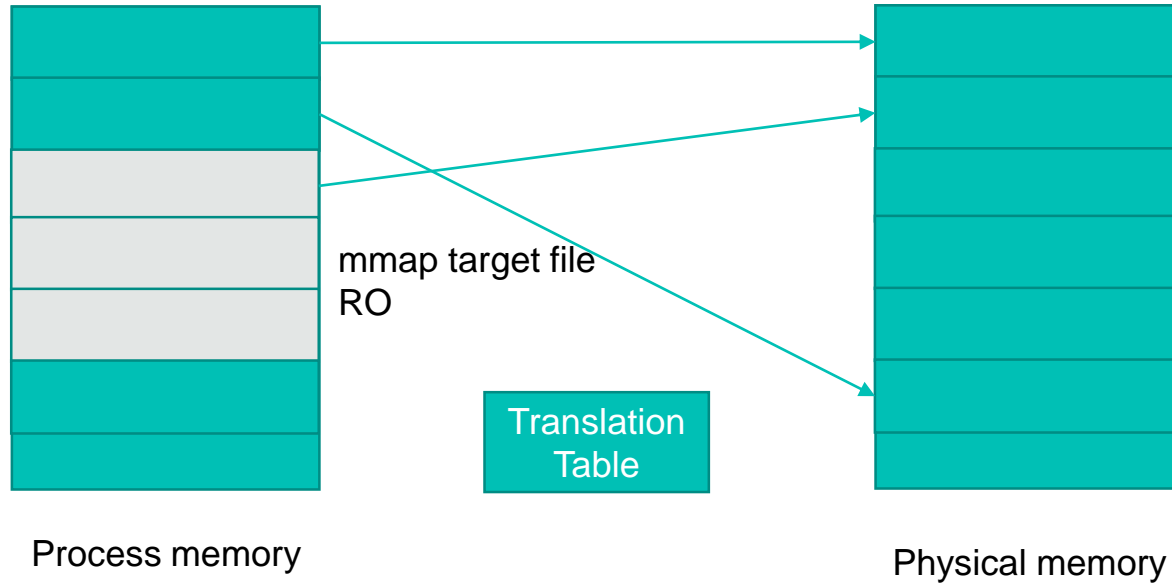 mmap target file
RO
Translation
Table
Process memory
Physical memory